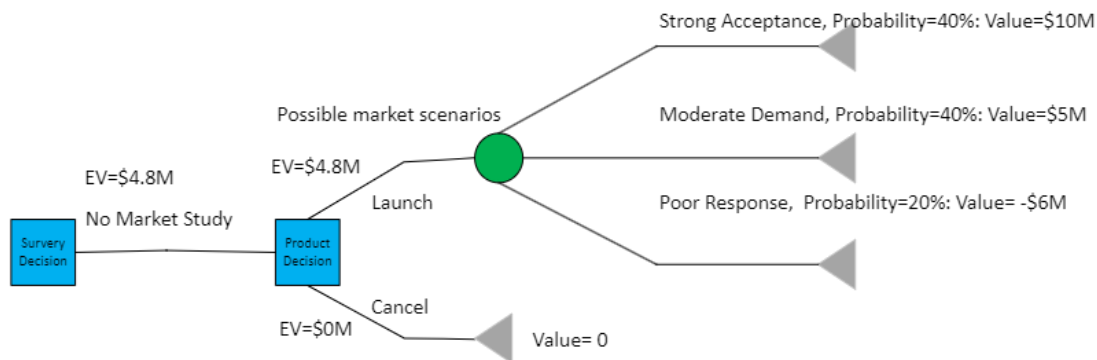 Strong Acceptance, Probability=40%: Value=$10M
Possible market scenarios
Moderate Demand, Probability=40%: Value=$5M
EV=$4.8M
EV=$4.8M
No Market Study
Launch
Poor Response,  Probability=20%: Value= -$6M
Survery
Decision
Product
Decision
Cancel
EV=$0M
Value= 0